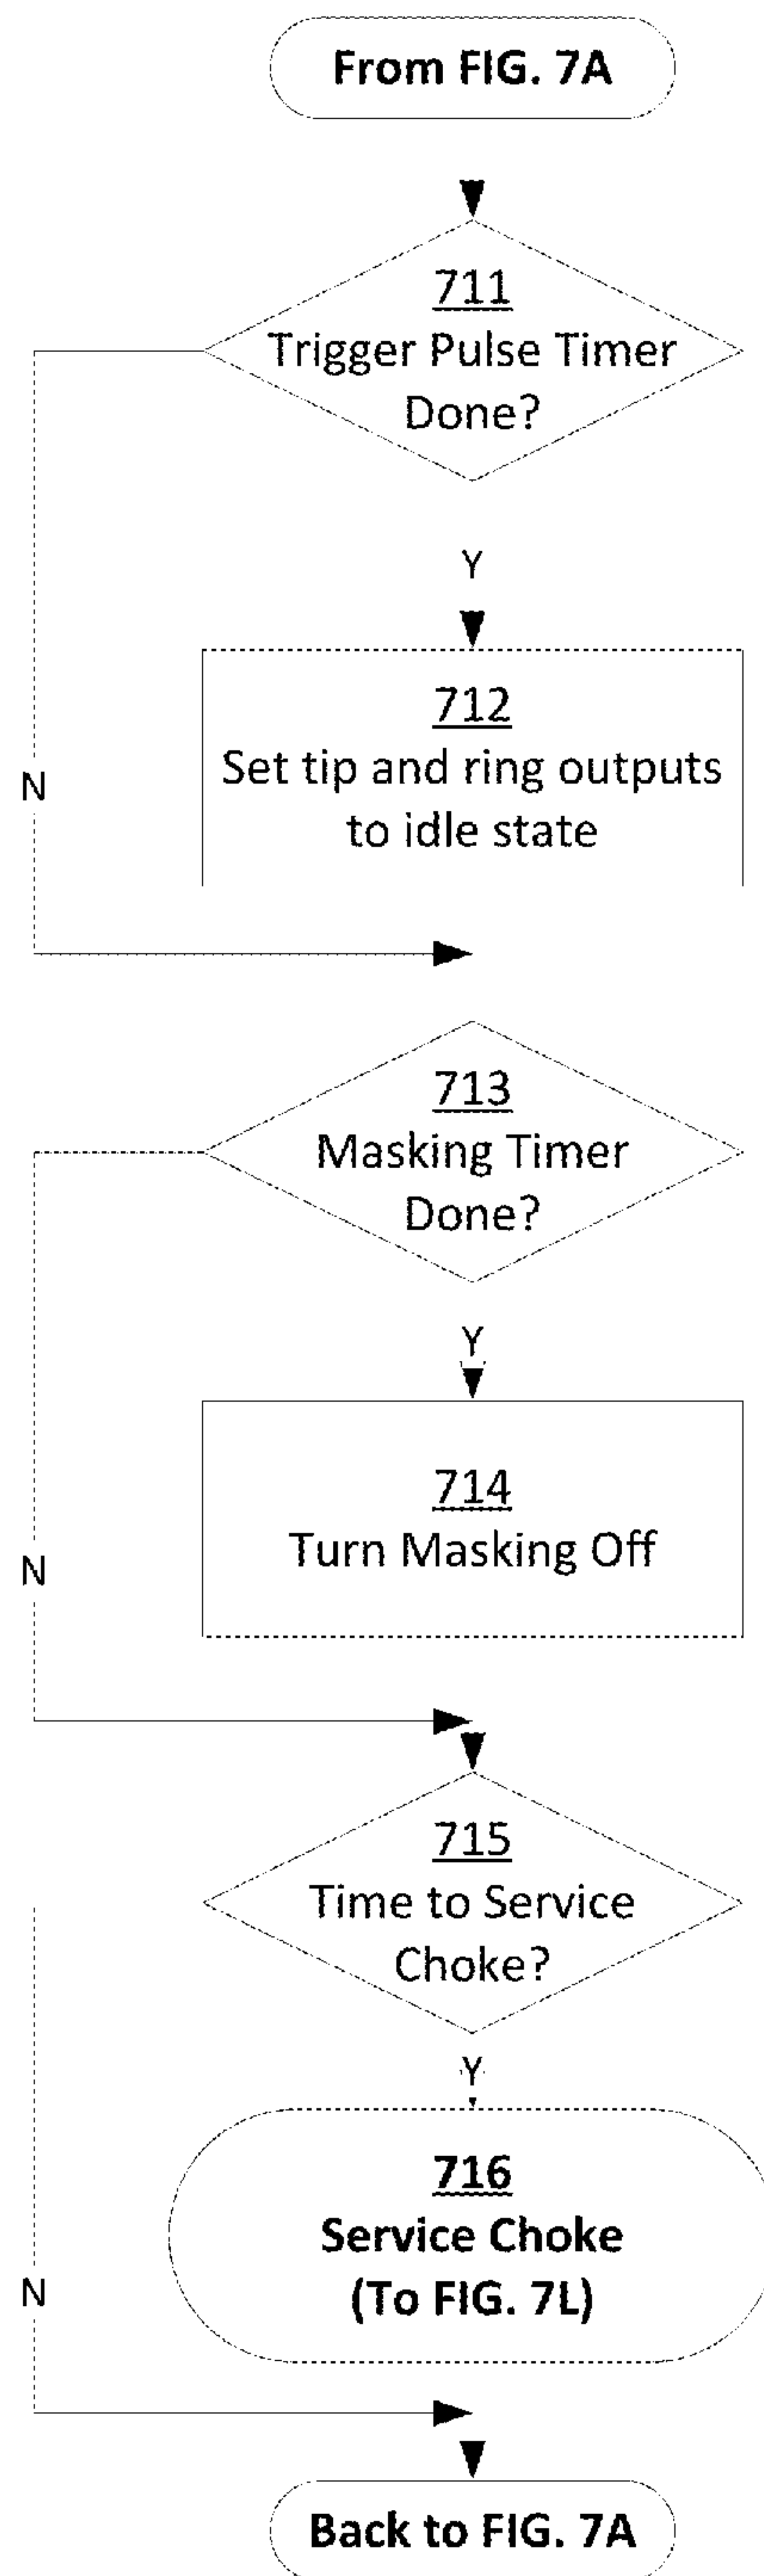 From FIG. 7A
711
Trigger Pulse Timer
Done?
Y
712
Set tip and ring outputs
to idle state
N
713
Masking Timer
Done?
Y
714
Turn Masking Off
N
715
Time to Service
Choke?
Y
716
Service Choke
(To FIG. 7L)
N
Back to FIG. 7A